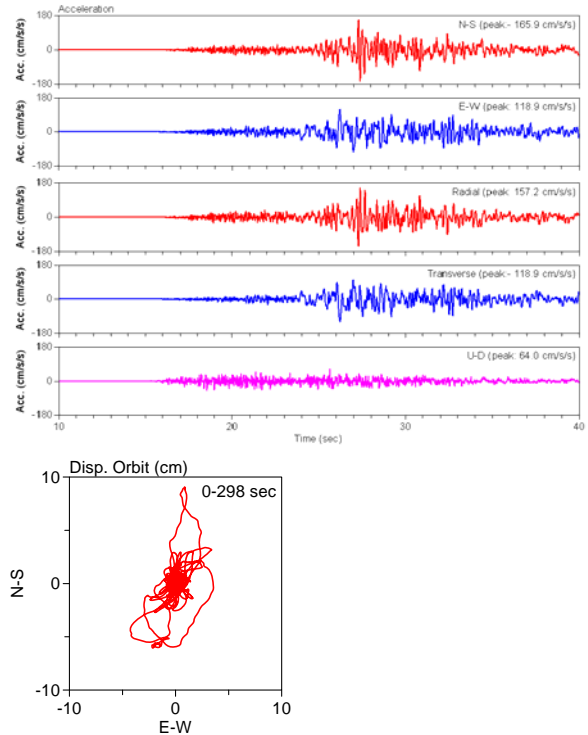 Acceleration
180
N-S (peak:- 165.9 cm/s/s)
Acc. (cm/s/s)
0
-180
180
E-W (peak: 118.9 cm/s/s)
Acc. (cm/s/s)
0
-180
180
Radial (peak: 157.2 cm/s/s)
Acc. (cm/s/s)
0
-180
180
Transverse (peak:- 118.9 cm/s/s)
Acc. (cm/s/s)
0
-180
180
U-D (peak: 64.0 cm/s/s)
Acc. (cm/s/s)
0
-180
10 20 30 40
Time (sec)
Disp. Orbit (cm)
10
0-298 sec
N-S
0
-10
-10 0 10
E-W